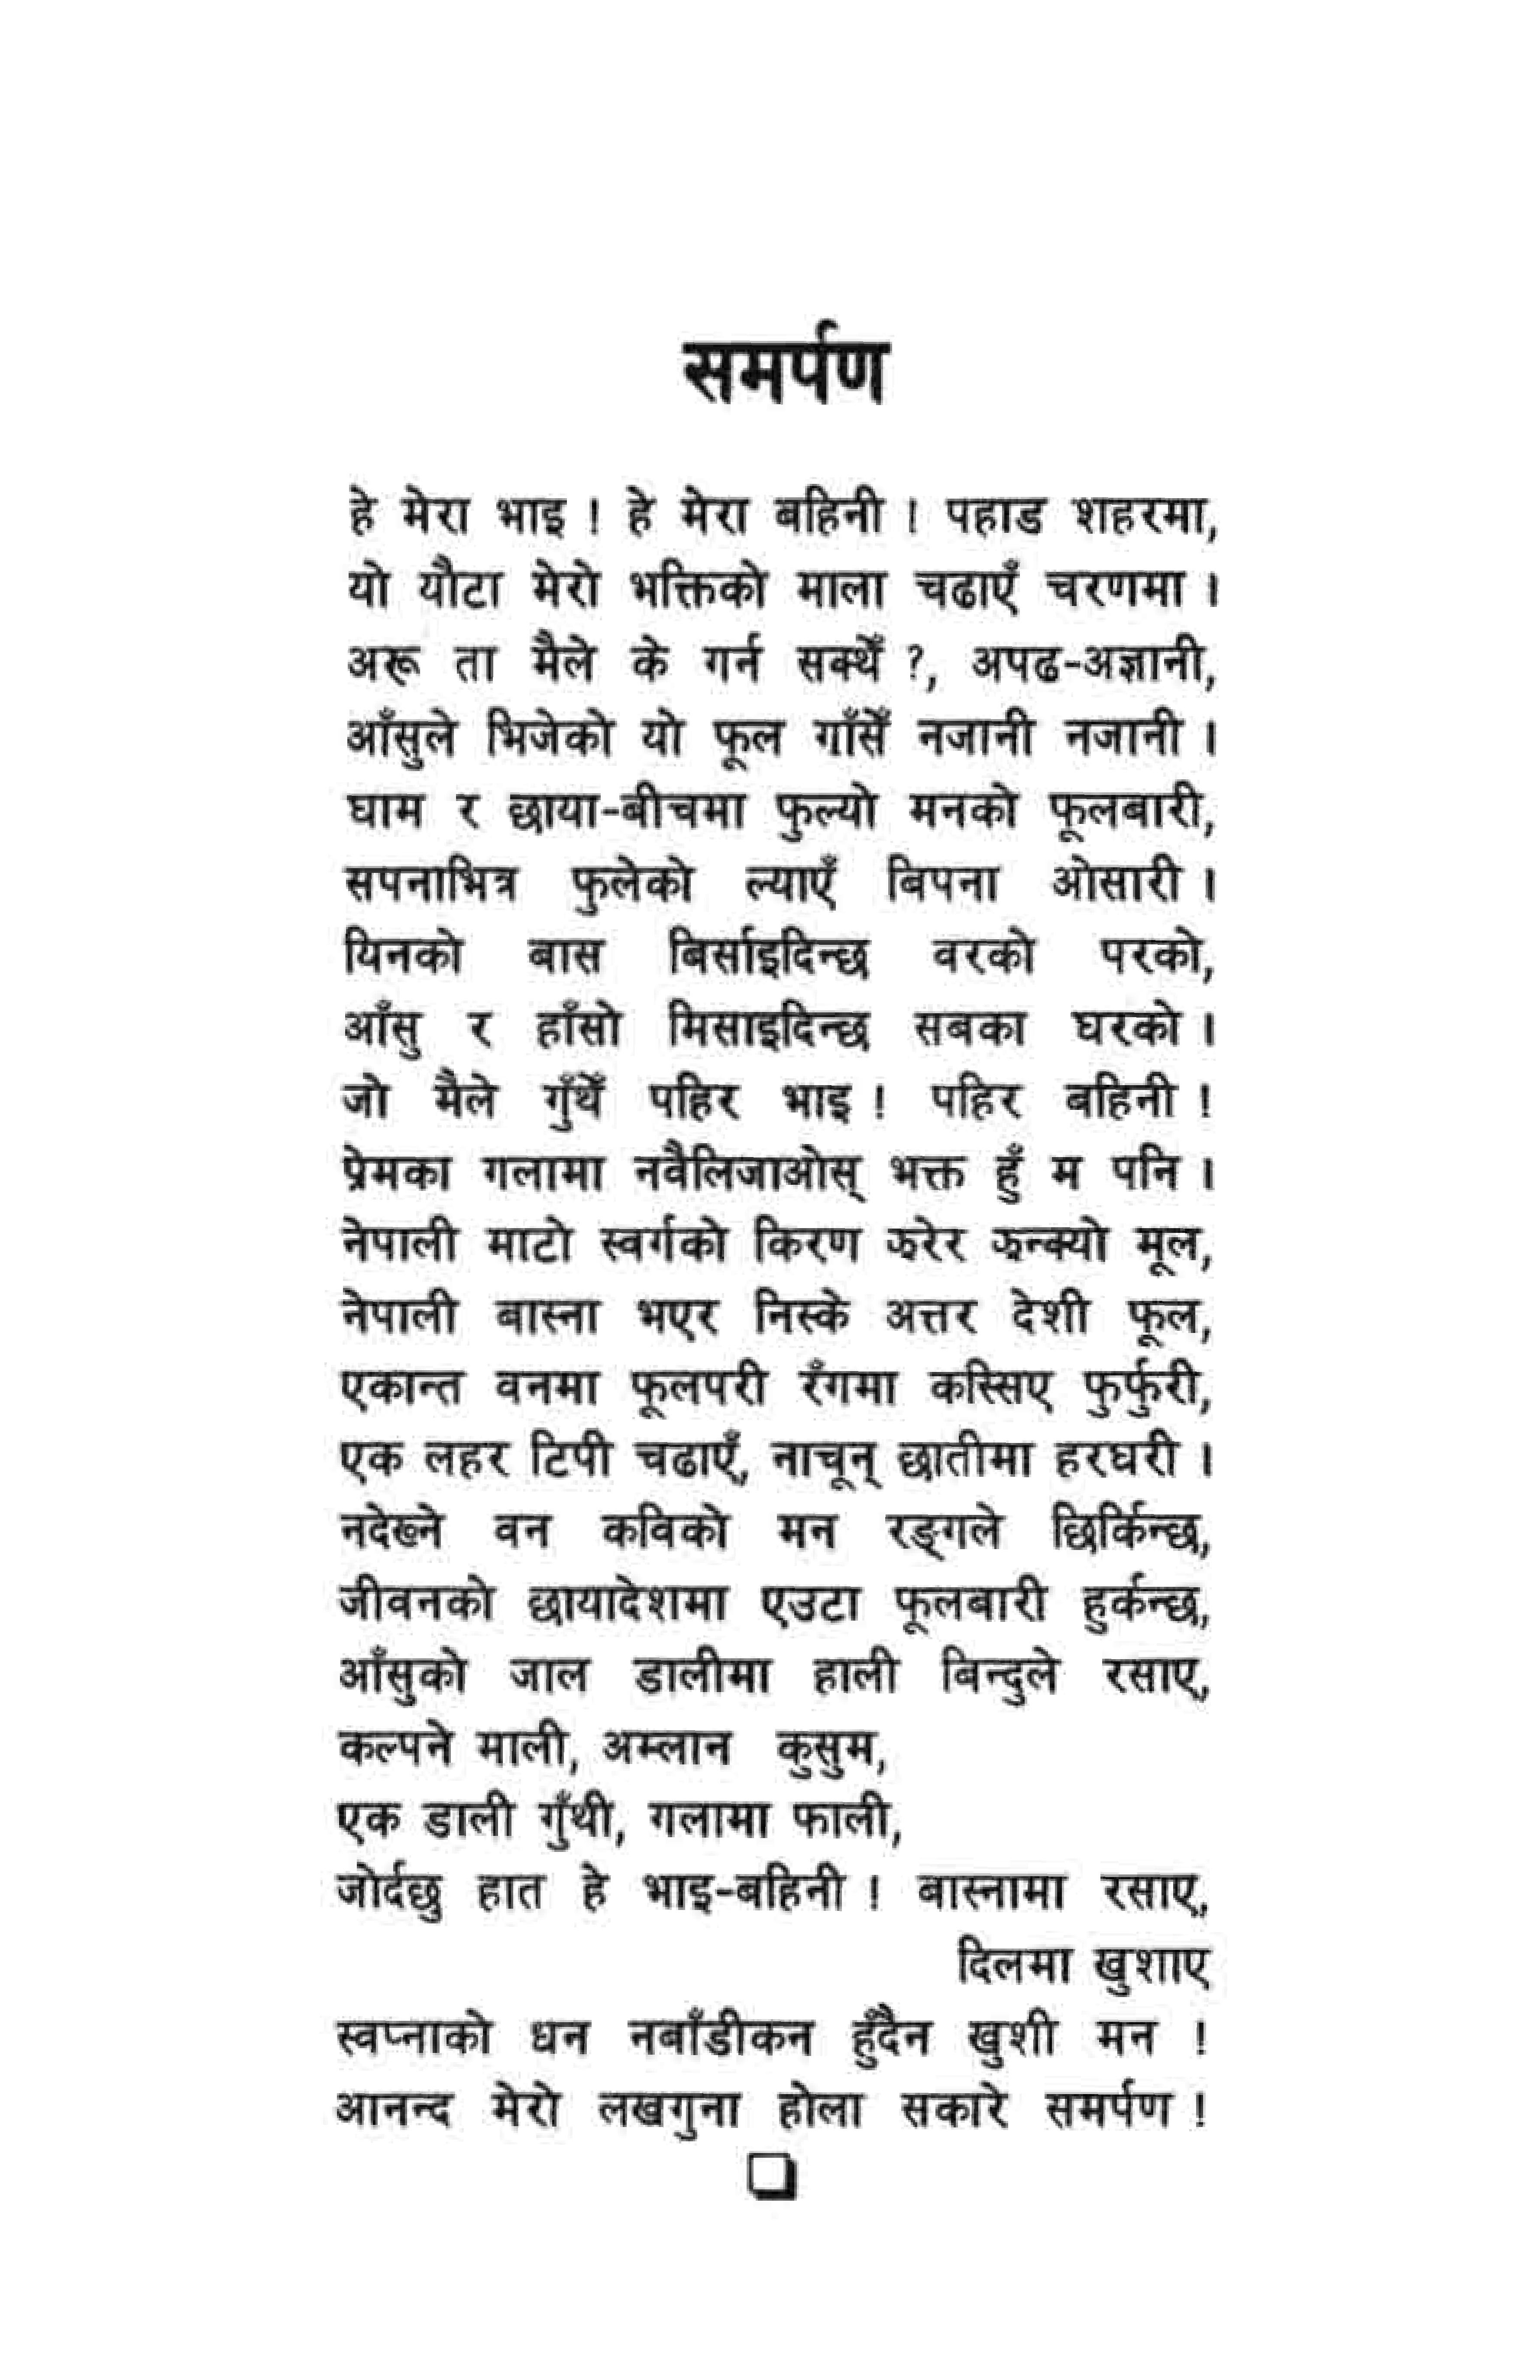 समर्पण
हे मेरा भाइ ! हे मेरा बहिनी ! पहाड शहरमा,
यो यौटा मेरो भक्तिको माला चढाएँ चरणमा ।
अरू ता मैले के गर्न सक्थेँ ?, अपढ-अज्ञानी,
आँसुले भिजेको यो फूल गाँसेँ नजानी नजानी ।
घाम र छाया-बीचमा फुल्यो मनको फूलबारी,
सपनाभित्र फुलेको ल्याएँ बिपना ओसारी ।
यिनको बास बिर्साइदिन्छ वरको परको,
आँसु र हाँसो मिसाइदिन्छ सबका घरको ।
जो मैले गुँथेँ पहिर भाइ ! पहिर बहिनी !
प्रेमका गलामा नवैलिजाओस् भक्त हुँ म पनि ।
नेपाली माटो स्वर्गको किरण झरेर झन्क्यो मूल,
नेपाली बास्ना भएर निस्के अत्तर देशी फूल,
एकान्त वनमा फूलपरी रँगमा कस्सिए फुर्फुरी,
एक लहर टिपी चढाएँ, नाचून् छातीमा हरघरी ।
नदेख्ने वन कविको मन रङ्गले छिर्किन्छ,
जीवनको छायादेशमा एउटा फूलबारी हुर्कन्छ,
आँसुको जाल डालीमा हाली बिन्दुले रसाए,
कल्पने माली, अम्लान कुसुम,
एक डाली गुँथी, गलामा फाली,
जोर्दछु हात हे भाइ-बहिनी ! बास्नामा रसाए,
दिलमा खुशाए
स्वप्नाको धन नबाँडीकन हुँदैन खुशी मन !
आनन्द मेरो लखगुना होला सकारे समर्पण !